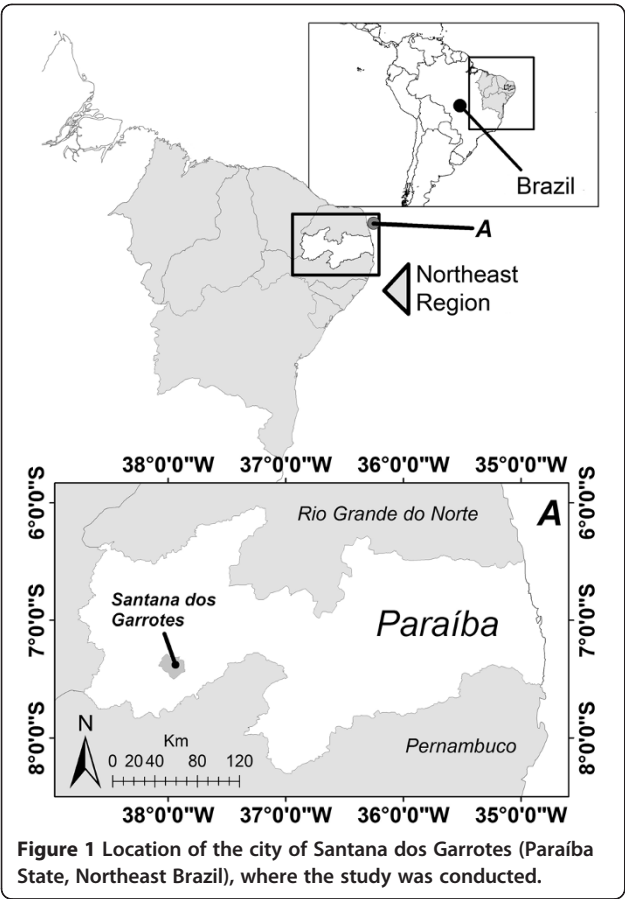 Brazil
A
Northeast
Region
38°0'0"W 37°0'0"W 36°0'0"W 35°0'0"W
6°0'0"S 6°0'0"S
Rio Grande do Norte
A
Santana dos
Garrotes
Paraíba
7°0'0"S 7°0'0"S
N
Km
0 20 40 80 120
Pernambuco
8°0'0"S 8°0'0"S
38°0'0"W 37°0'0"W 36°0'0"W 35°0'0"W
Figure 1 Location of the city of Santana dos Garrotes (Paraíba
State, Northeast Brazil), where the study was conducted.